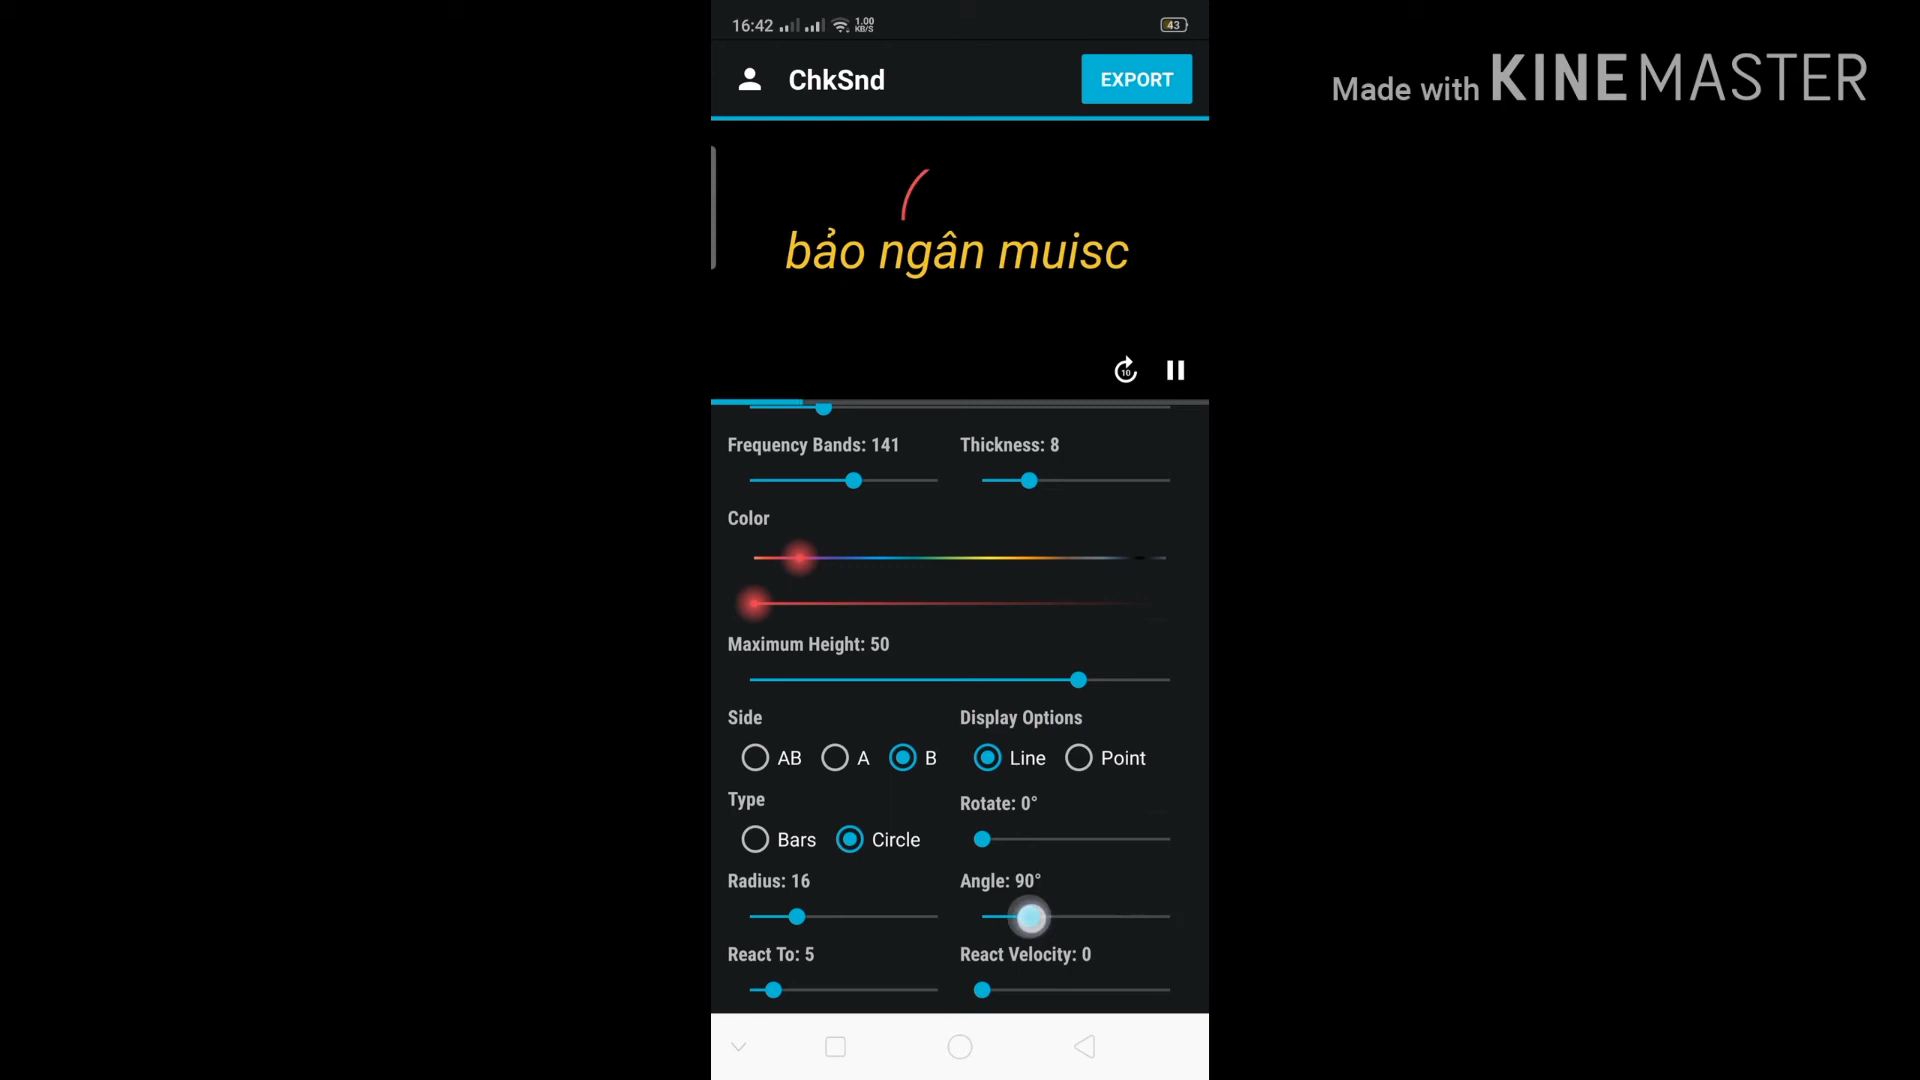 16:42 1.00 KB/S 43
ChkSnd EXPORT
Made with KINEMASTER
bảo ngân muisc
10
Frequency Bands: 141 Thickness: 8
Color
Maximum Height: 50
Side Display Options
AB A B Line Point
Type Rotate: 0°
Bars Circle
Radius: 16 Angle: 90°
React To: 5 React Velocity: 0